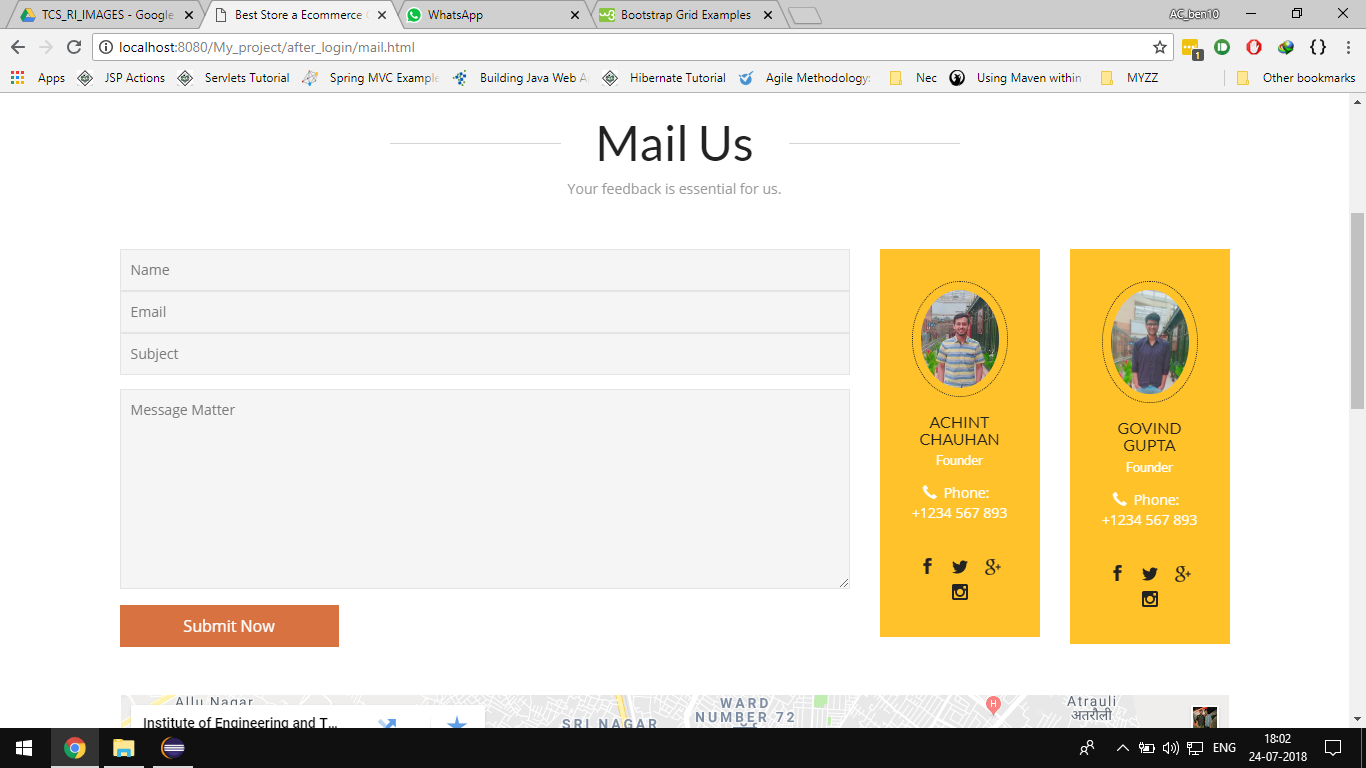 TCS_RI_IMAGES - Google
Best Store a Ecommerce
WhatsApp
Bootstrap Grid Examples
AC_ben10
localhost:8080/My_project/after_login/mail.html
1
Apps
JSP Actions
Servlets Tutorial
Spring MVC Example
Building Java Web A
Hibernate Tutorial
Agile Methodology:
Nec
Using Maven within
MYZZ
Other bookmarks
Mail Us
Your feedback is essential for us.
Name
Email
Subject
Message Matter
Submit Now
ACHINT
CHAUHAN
Founder
Phone:
+1234 567 893
GOVIND
GUPTA
Founder
Phone:
+1234 567 893
Allu Nagar
Institute of Engineering and T...
SRI NAGAR
WARD
NUMBER 72
H
Atrauli
अतरौली
ENG
18:02
24-07-2018